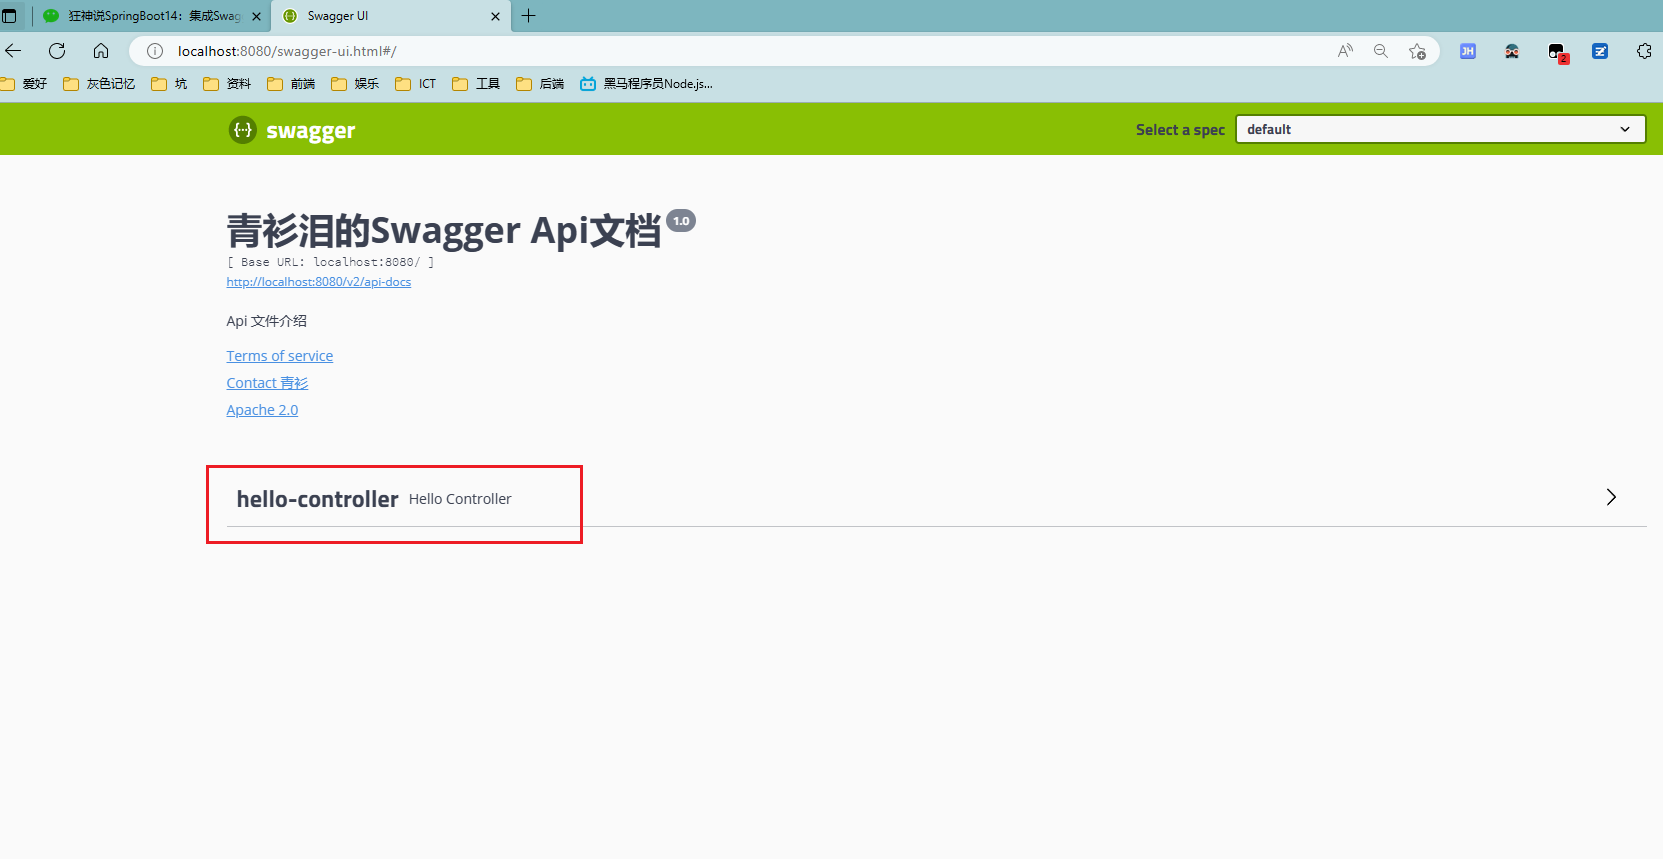 狂神说SpringBoot14：集成Swag
Swagger UI
localhost:8080/swagger-ui.html#/
JH
2
爱好
灰色记忆
坑
资料
前端
娱乐
ICT
工具
后端
黑马程序员Node.js...
{··} swagger
Select a spec
default
青衫泪的Swagger Api文档 1.0
[ Base URL: localhost:8080/ ]
http://localhost:8080/v2/api-docs
Api 文件介绍
Terms of service
Contact 青衫
Apache 2.0
hello-controller Hello Controller